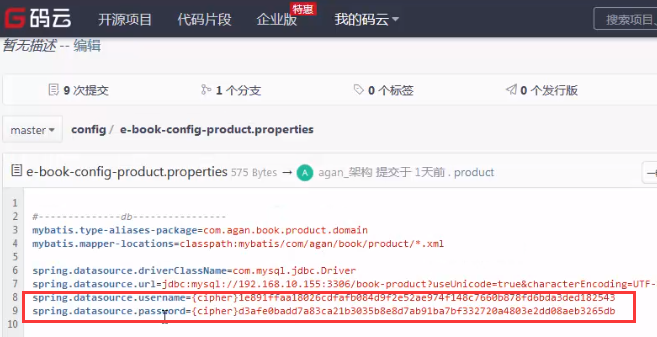 G码云 开源项目 代码片段 企业版 特惠 我的码云 搜索项目、
暂无描述 -- 编辑
9 次提交 1 个分支 0 个标签 0 个发行版
master config / e-book-config-product.properties
e-book-config-product.properties 575 Bytes → A agan_架构 提交于 1天前 . product
1
2 #--------------db----------------
3 mybatis.type-aliases-package=com.agan.book.product.domain
4 mybatis.mapper-locations=classpath:mybatis/com/agan/book/product/*.xml
5
6 spring.datasource.driverClassName=com.mysql.jdbc.Driver
7 spring.datasource.url=jdbc:mysql://192.168.10.155:3306/book-product?useUnicode=true&characterEncoding=UTF-
8 spring.datasource.username={cipher}1e891ffaa18026cdfafb084d9f2e52ae974f148c7660b878fd6bda3ded182543
9 spring.datasource.password={cipher}d3afe0badd7a83ca21b3035b8e8d7ab91ba7bf332720a4803e2dd08aeb3265db
10